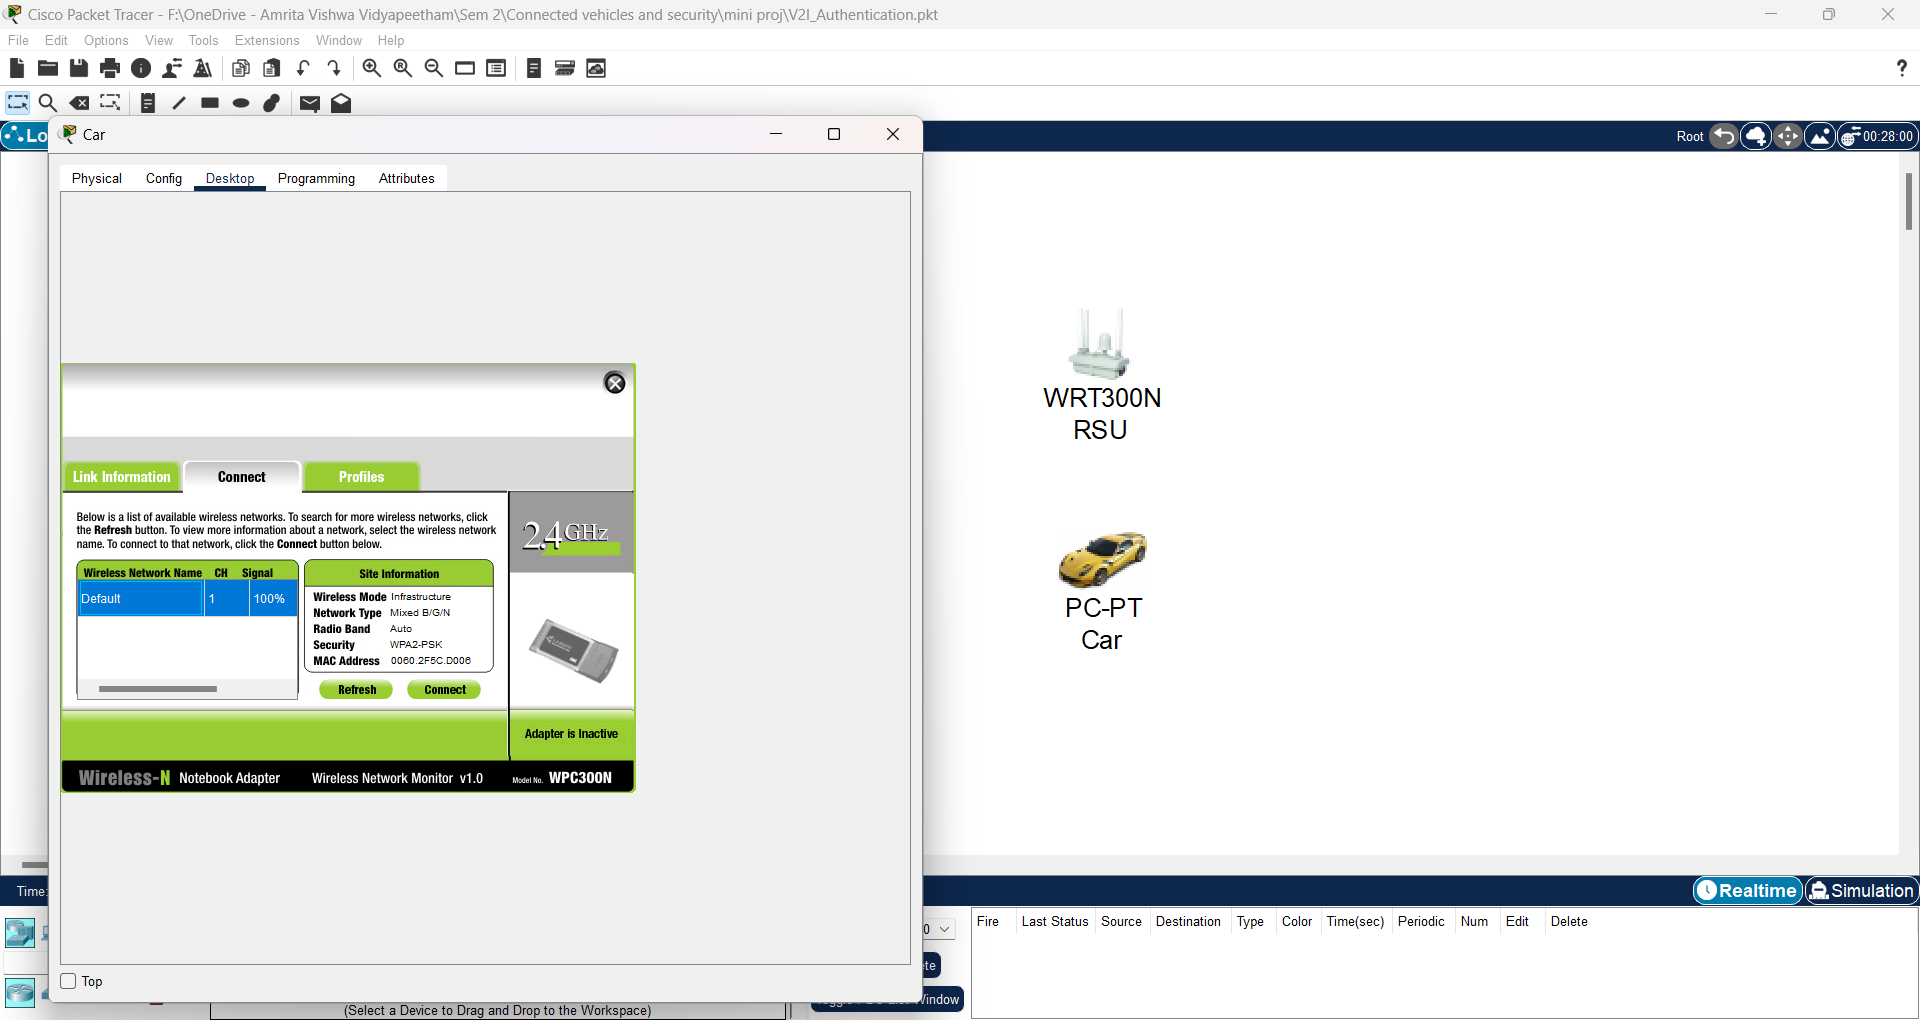 Cisco Packet Tracer - F:\OneDrive - Amrita Vishwa Vidyapeetham\Sem 2\Connected vehicles and security\mini proj\V2I_Authentication.pkt
File Edit Options View Tools Extensions Window Help
?
Lo
Car
Root
00:28:00
Physical Config Desktop Programming Attributes
WRT300N
RSU
PC-PT
Car
Link Information Connect Profiles
Below is a list of available wireless networks. To search for more wireless networks, click
the Refresh button. To view more information about a network, select the wireless network
name. To connect to that network, click the Connect button below.
2.4GHz
Wireless Network Name CH Signal
Default 1 100%
Site Information
Wireless Mode Infrastructure
Network Type Mixed B/G/N
Radio Band Auto
Security WPA2-PSK
MAC Address 0060.2F5C.D006
Refresh Connect
Adapter is Inactive
Wireless-N Notebook Adapter Wireless Network Monitor v1.0 Model No. WPC300N
Top
Time:
Realtime Simulation
0
te
Window
(Select a Device to Drag and Drop to the Workspace)
Fire Last Status Source Destination Type Color Time(sec) Periodic Num Edit Delete